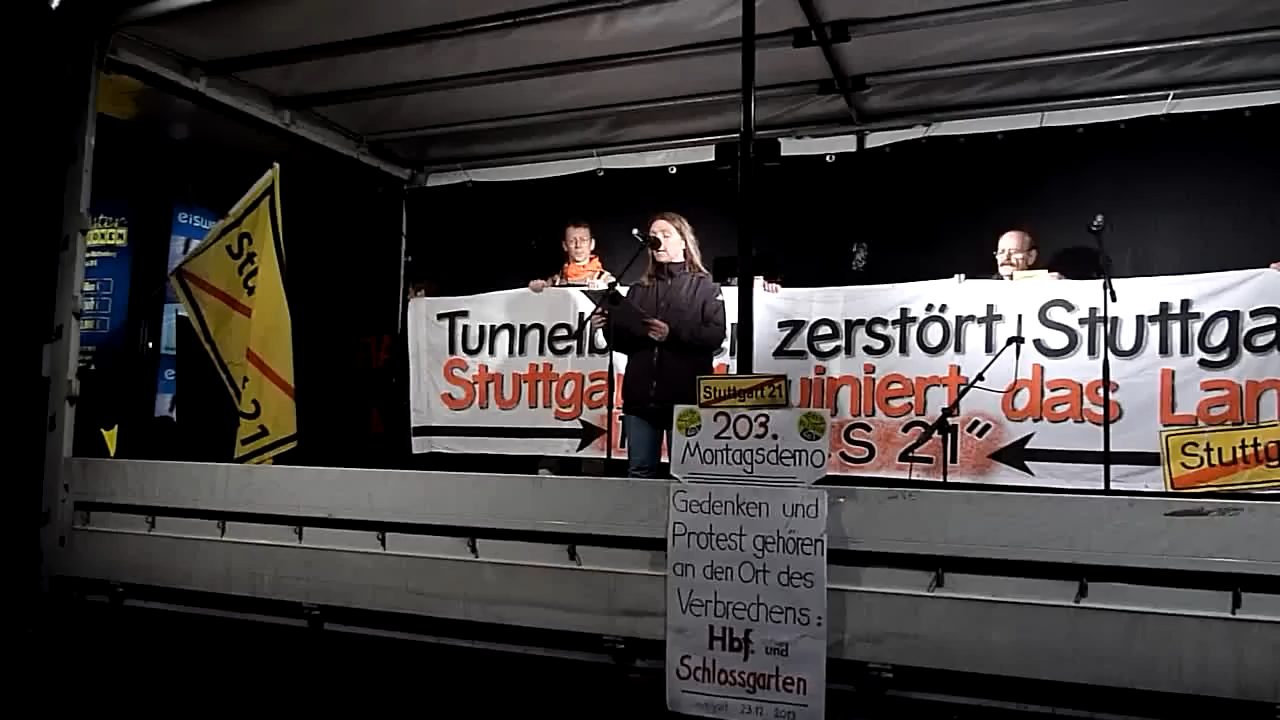 eisw
Stu
21
Tunnelb zerstört Stuttga
Stuttga uiniert das Lan
S 21"
Stuttg
Stuttgart 21
203.
Montagsdemo
Gedenken und
Protest gehören
an den Ort des
Verbrechens:
Hbf. und
Schlossgarten